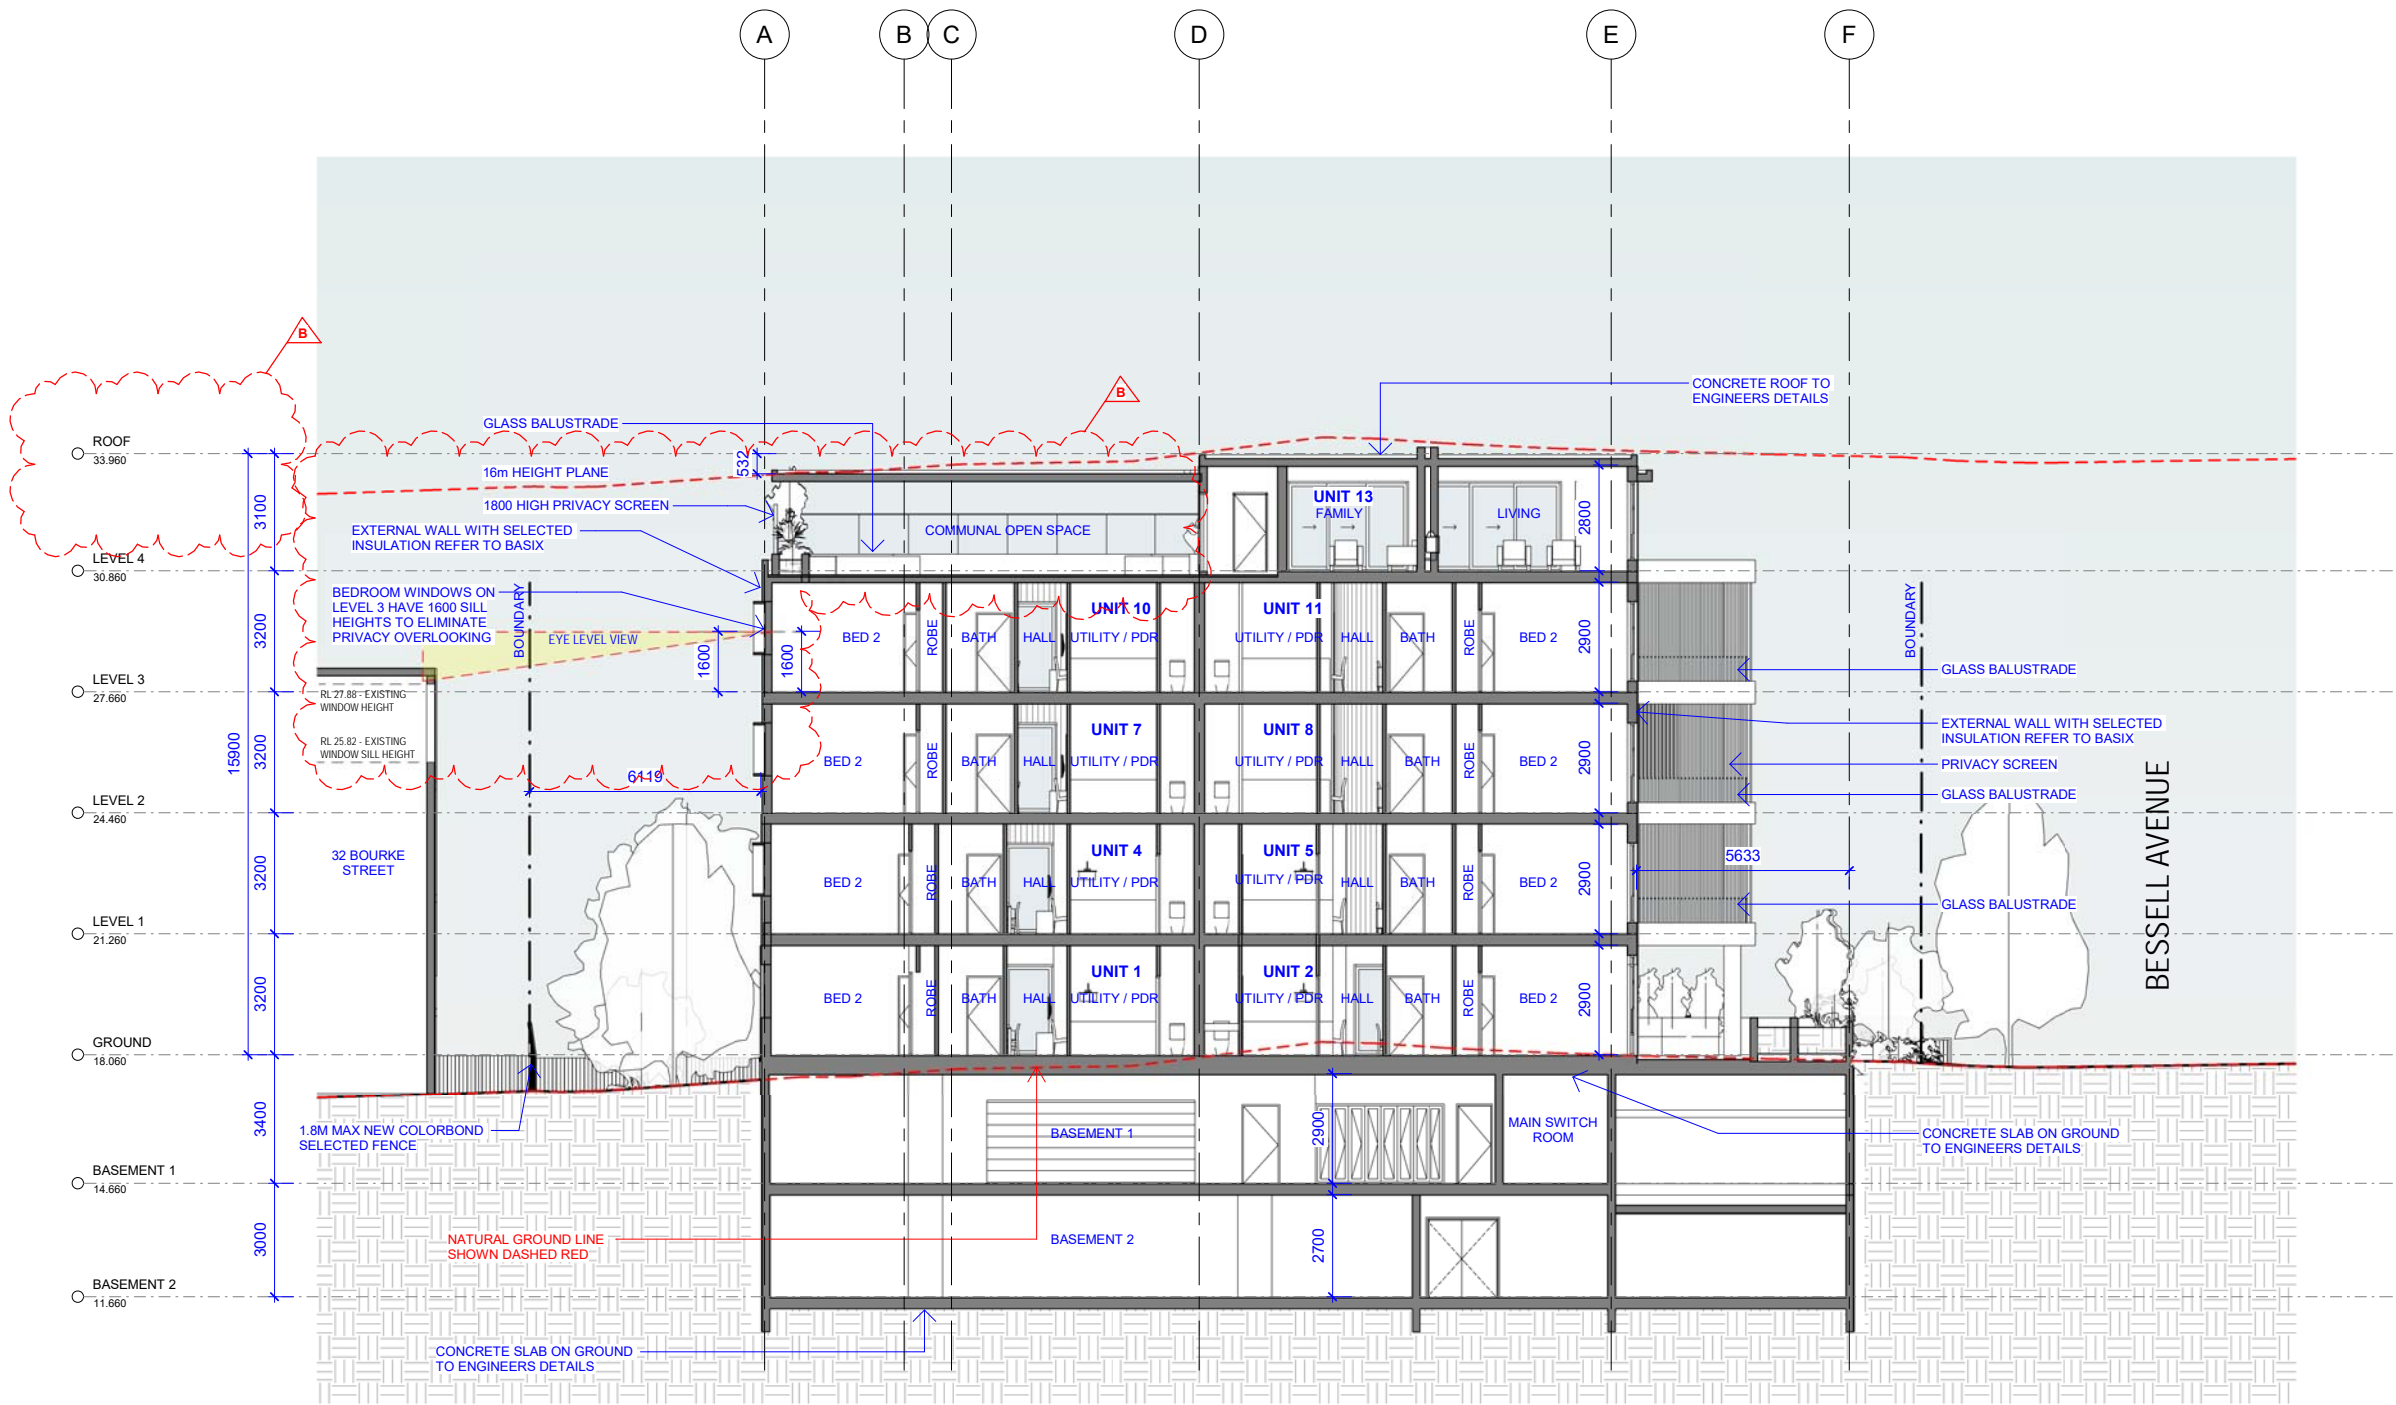 A
B
C
D
E
F
B
B
CONCRETE ROOF TO
ENGINEERS DETAILS
GLASS BALUSTRADE
ROOF
33.960
532
16m HEIGHT PLANE
1800 HIGH PRIVACY SCREEN
EXTERNAL WALL WITH SELECTED
INSULATION REFER TO BASIX
3100
COMMUNAL OPEN SPACE
UNIT 13
FAMILY
LIVING
2800
LEVEL 4
30.860
BEDROOM WINDOWS ON
LEVEL 3 HAVE 1600 SILL
HEIGHTS TO ELIMINATE
PRIVACY OVERLOOKING
BOUNDARY
EYE LEVEL VIEW
1600
1600
3200
UNIT 10
UNIT 11
BED 2
ROBE
BATH
HALL
UTILITY / PDR
UTILITY / PDR
HALL
BATH
ROBE
BED 2
2900
BOUNDARY
GLASS BALUSTRADE
LEVEL 3
27.660
RL 27.88 - EXISTING
WINDOW HEIGHT
RL 25.82 - EXISTING
WINDOW SILL HEIGHT
15900
3200
6119
UNIT 7
UNIT 8
BED 2
ROBE
BATH
HALL
UTILITY / PDR
UTILITY / PDR
HALL
BATH
ROBE
BED 2
2900
EXTERNAL WALL WITH SELECTED
INSULATION REFER TO BASIX
PRIVACY SCREEN
GLASS BALUSTRADE
LEVEL 2
24.460
32 BOURKE
STREET
3200
UNIT 4
UNIT 5
BED 2
ROBE
BATH
HALL
UTILITY / PDR
UTILITY / PDR
HALL
BATH
ROBE
BED 2
2900
5633
GLASS BALUSTRADE
BESSELL AVENUE
LEVEL 1
21.260
3200
UNIT 1
UNIT 2
BED 2
ROBE
BATH
HALL
UTILITY / PDR
UTILITY / PDR
HALL
BATH
ROBE
BED 2
2900
GROUND
18.060
3400
1.8M MAX NEW COLORBOND
SELECTED FENCE
BASEMENT 1
2900
MAIN SWITCH
ROOM
CONCRETE SLAB ON GROUND
TO ENGINEERS DETAILS
BASEMENT 1
14.660
3000
NATURAL GROUND LINE
SHOWN DASHED RED
BASEMENT 2
2700
BASEMENT 2
11.660
CONCRETE SLAB ON GROUND
TO ENGINEERS DETAILS